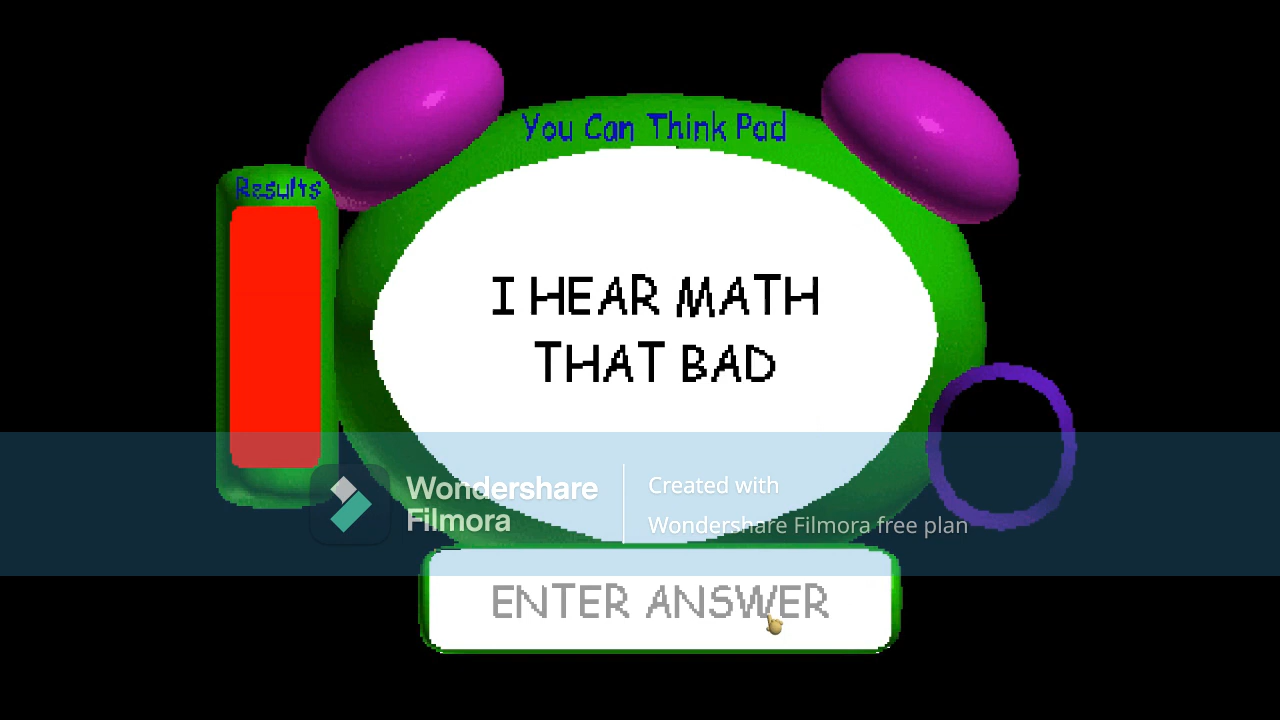 You Can Think Pad
Results
I HEAR MATH
THAT BAD
Wondershare
Filmora
Created with
Wondershare Filmora free plan
ENTER ANSWER